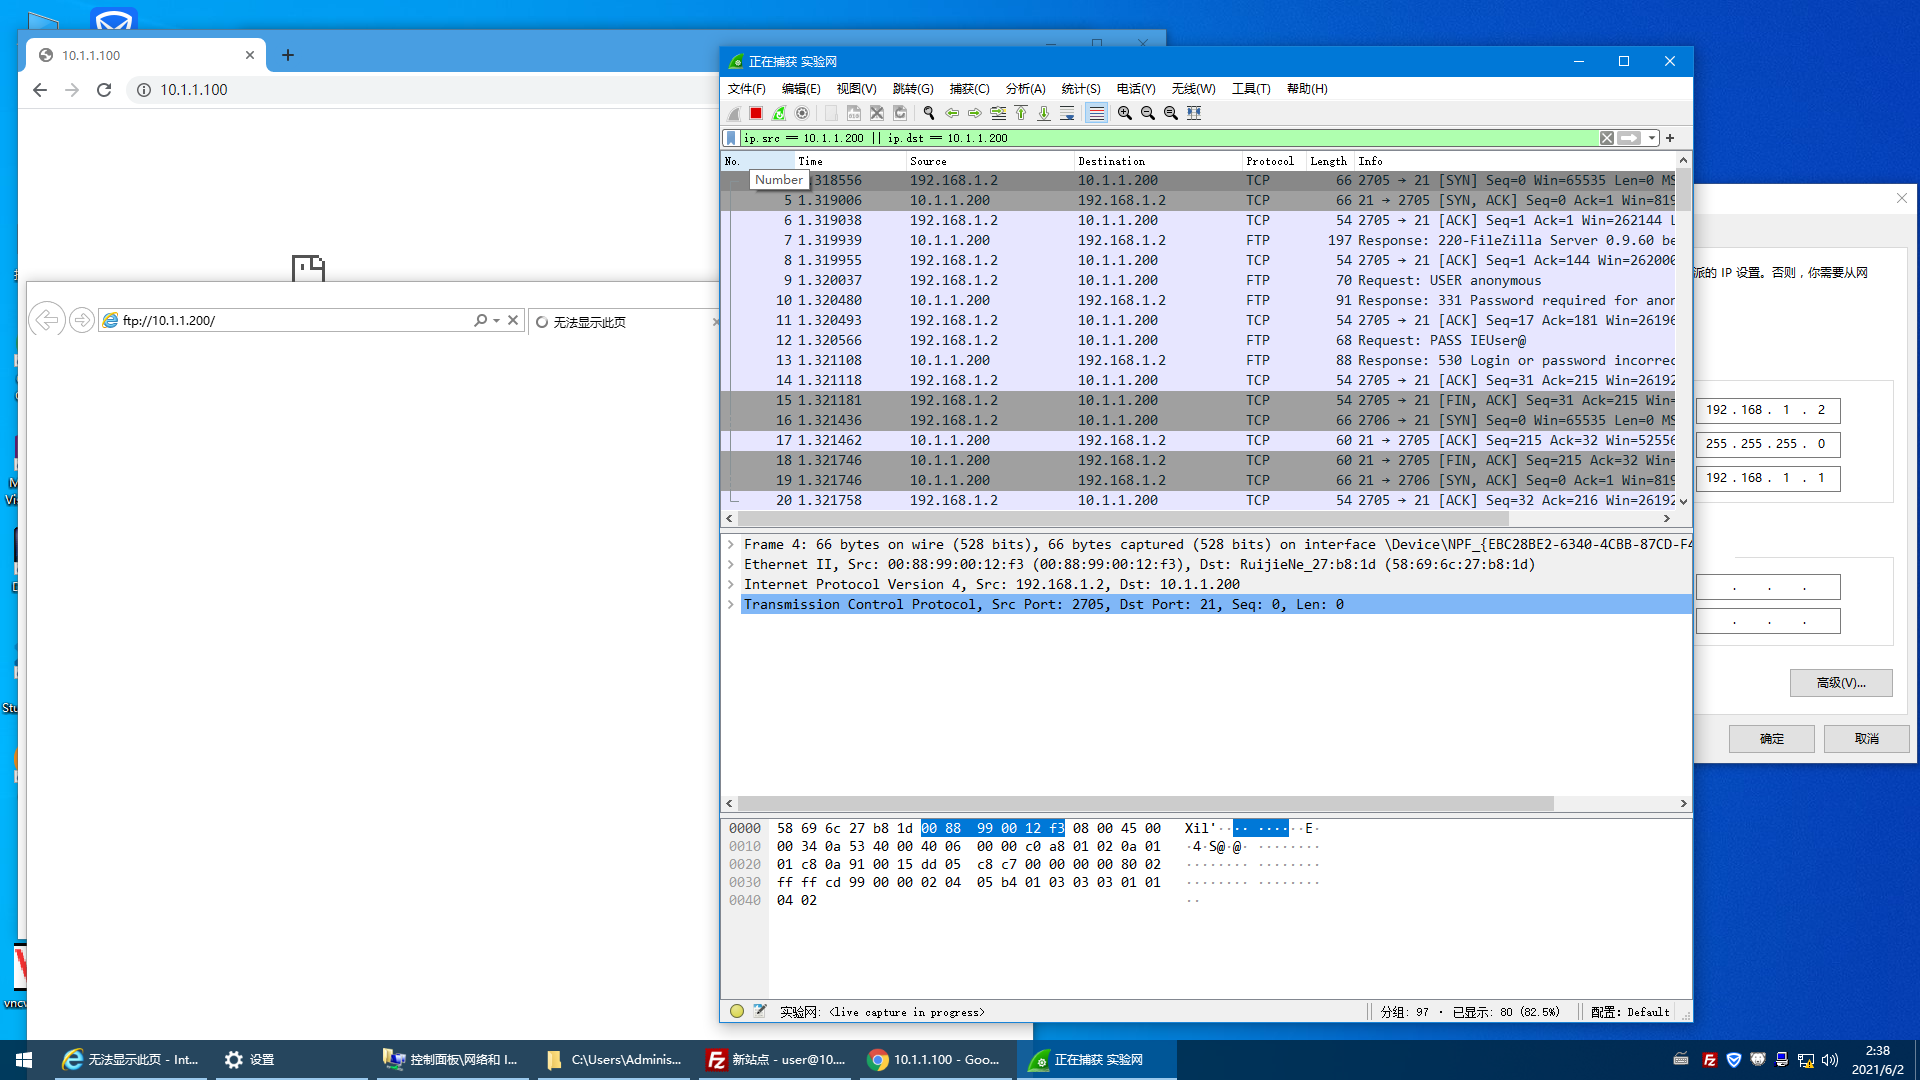 10.1.1.100
10.1.1.100
ftp://10.1.1.200/
无法显示此页
正在捕获 实验网
文件(F) 编辑(E) 视图(V) 跳转(G) 捕获(C) 分析(A) 统计(S) 电话(Y) 无线(W) 工具(T) 帮助(H)
ip.src == 10.1.1.200 || ip.dst == 10.1.1.200
No. Time Source Destination Protocol Length Info
Number
.318556 192.168.1.2 10.1.1.200 TCP 66 2705 → 21 [SYN] Seq=0 Win=65535 Len=0 MS
5 1.319006 10.1.1.200 192.168.1.2 TCP 66 21 → 2705 [SYN, ACK] Seq=0 Ack=1 Win=819
6 1.319038 192.168.1.2 10.1.1.200 TCP 54 2705 → 21 [ACK] Seq=1 Ack=1 Win=262144 L
7 1.319939 10.1.1.200 192.168.1.2 FTP 197 Response: 220-FileZilla Server 0.9.60 be
8 1.319955 192.168.1.2 10.1.1.200 TCP 54 2705 → 21 [ACK] Seq=1 Ack=144 Win=262000
9 1.320037 192.168.1.2 10.1.1.200 FTP 70 Request: USER anonymous
10 1.320480 10.1.1.200 192.168.1.2 FTP 91 Response: 331 Password required for anon
11 1.320493 192.168.1.2 10.1.1.200 TCP 54 2705 → 21 [ACK] Seq=17 Ack=181 Win=26196
12 1.320566 192.168.1.2 10.1.1.200 FTP 68 Request: PASS IEUser@
13 1.321108 10.1.1.200 192.168.1.2 FTP 88 Response: 530 Login or password incorrec
14 1.321118 192.168.1.2 10.1.1.200 TCP 54 2705 → 21 [ACK] Seq=31 Ack=215 Win=26192
15 1.321181 192.168.1.2 10.1.1.200 TCP 54 2705 → 21 [FIN, ACK] Seq=31 Ack=215 Win=
16 1.321436 192.168.1.2 10.1.1.200 TCP 66 2706 → 21 [SYN] Seq=0 Win=65535 Len=0 MS
17 1.321462 10.1.1.200 192.168.1.2 TCP 60 21 → 2705 [ACK] Seq=215 Ack=32 Win=52556
18 1.321746 10.1.1.200 192.168.1.2 TCP 60 21 → 2705 [FIN, ACK] Seq=215 Ack=32 Win=
19 1.321746 10.1.1.200 192.168.1.2 TCP 66 21 → 2706 [SYN, ACK] Seq=0 Ack=1 Win=819
20 1.321758 192.168.1.2 10.1.1.200 TCP 54 2705 → 21 [ACK] Seq=32 Ack=216 Win=26192
Frame 4: 66 bytes on wire (528 bits), 66 bytes captured (528 bits) on interface \Device\NPF_{EBC28BE2-6340-4CBB-87CD-F4
Ethernet II, Src: 00:88:99:00:12:f3 (00:88:99:00:12:f3), Dst: RuijieNe_27:b8:1d (58:69:6c:27:b8:1d)
Internet Protocol Version 4, Src: 192.168.1.2, Dst: 10.1.1.200
Transmission Control Protocol, Src Port: 2705, Dst Port: 21, Seq: 0, Len: 0
0000 58 69 6c 27 b8 1d 00 88 99 00 12 f3 08 00 45 00 Xil'·· ···· ··E·
0010 00 34 0a 53 40 00 40 06 00 00 c0 a8 01 02 0a 01 ·4·S@·@· ········
0020 01 c8 0a 91 00 15 dd 05 c8 c7 00 00 00 00 80 02 ········ ········
0030 ff ff cd 99 00 00 02 04 05 b4 01 03 03 03 01 01 ········ ········
0040 04 02 ··
实验网: <live capture in progress> 分组: 97 · 已显示: 80 (82.5%) 配置: Default
派的 IP 设置。否则，你需要从网
192 . 168 . 1 . 2
255 . 255 . 255 . 0
192 . 168 . 1 . 1
. . .
. . .
高级(V)...
确定 取消
Stu
vncv
无法显示此页 - Int... 设置 控制面板\网络和 I... C:\Users\Adminis... 新站点 - user@10.... 10.1.1.100 - Goo... 正在捕获 实验网
2:38
2021/6/2